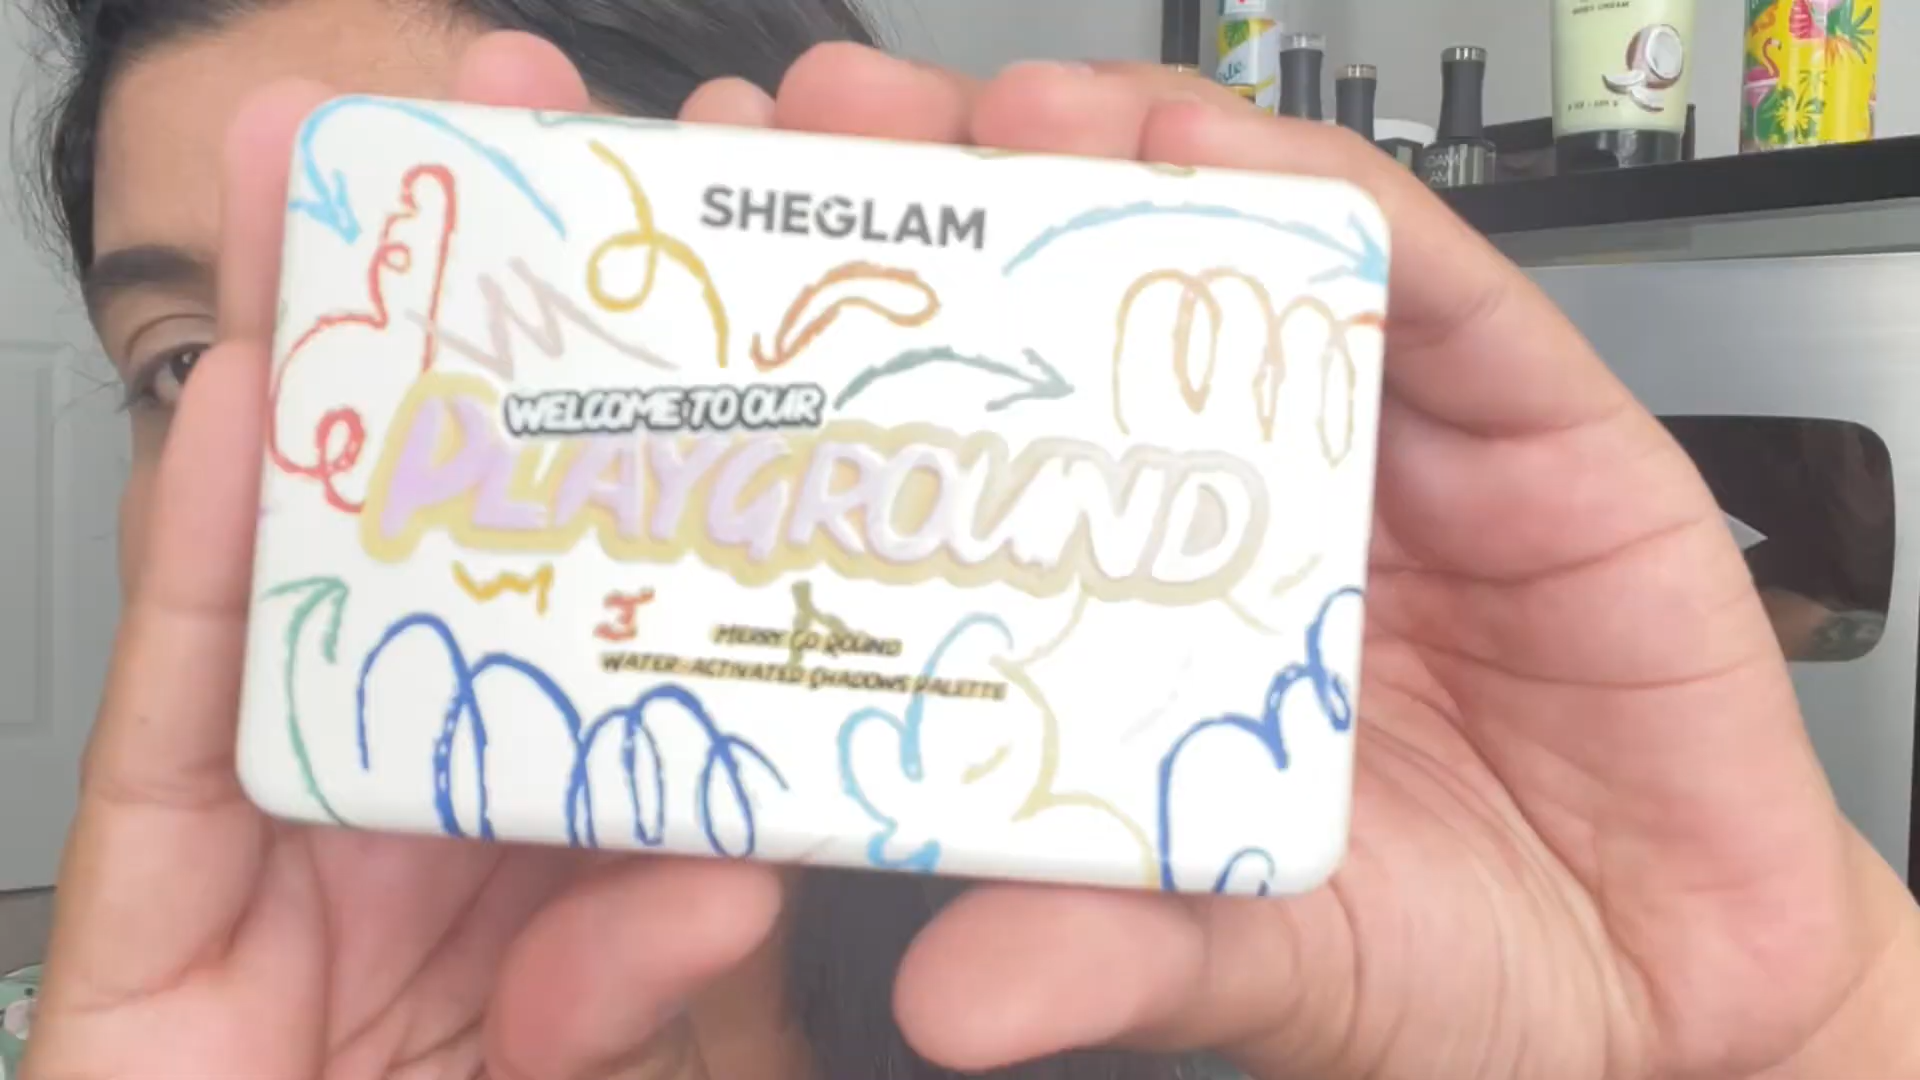 SHEGLAM
WELCOME TO OUR
PLAYGROUND
MERRY GO ROUND
WATER-ACTIVATED SHADOWS PALETTE